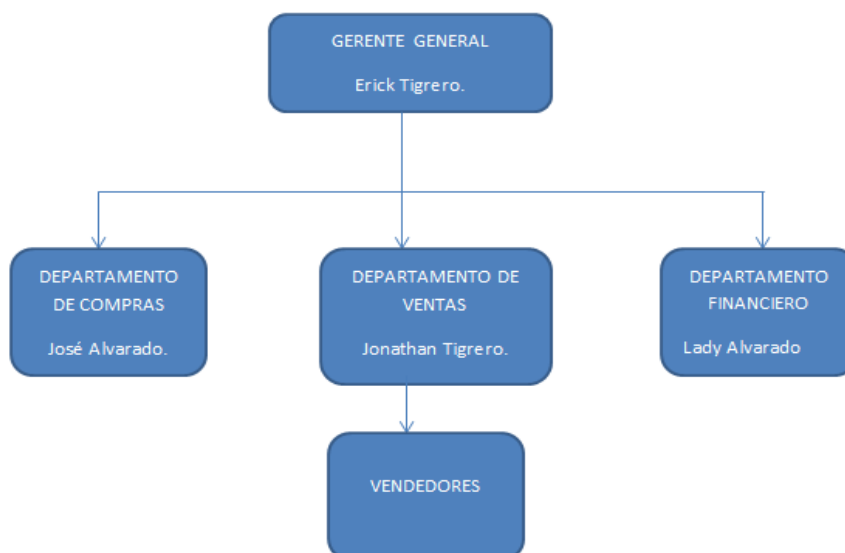 GERENTE GENERAL
Erick Tigrero.
DEPARTAMENTO
DE COMPRAS
José Alvarado.
DEPARTAMENTO DE
VENTAS
Jonathan Tigrero.
DEPARTAMENTO
FINANCIERO
Lady Alvarado
VENDEDORES